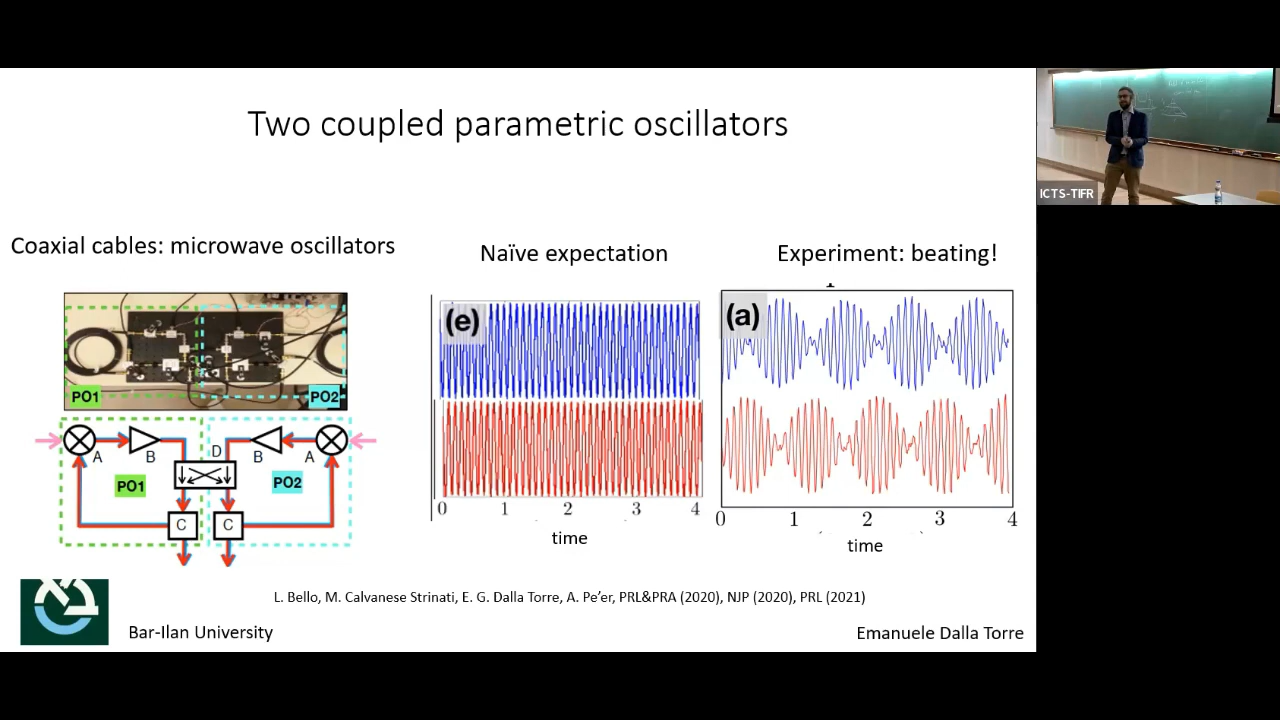 Two coupled parametric oscillators
ICTS-TIFR
Coaxial cables: microwave oscillators
Naïve expectation
Experiment: beating!
PO1
PO2
(e)
(a)
A
B
D
B
A
PO1
PO2
C
C
0 1 2 3 4
time
0 1 2 3 4
time
L. Bello, M. Calvanese Strinati, E. G. Dalla Torre, A. Pe'er, PRL&PRA (2020), NJP (2020), PRL (2021)
Bar-Ilan University
Emanuele Dalla Torre